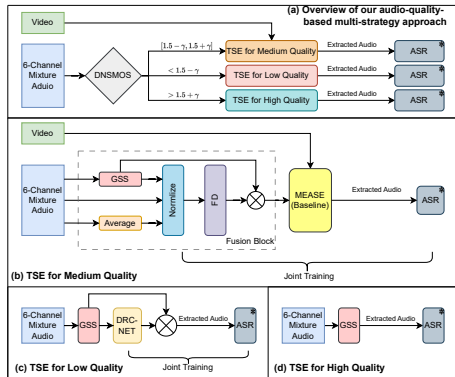 (a) Overview of our audio-quality-
based multi-strategy approach
Video
6-Channel
Mixture
Aduio
DNSMOS
[1.5 − γ, 1.5 + γ]
< 1.5 − γ
> 1.5 + γ
TSE for Medium Quality
TSE for Low Quality
TSE for High Quality
Extracted Audio
Extracted Audio
Extracted Audio
ASR
ASR
ASR
Video
6-Channel
Mixture
Aduio
GSS
Average
Normlize
FD
Fusion Block
MEASE
(Baseline)
Extracted Audio
ASR
Joint Training
(b) TSE for Medium Quality
6-Channel
Mixture
Audio
GSS
DRC-
NET
Extracted Audio
ASR
Joint Training
(c) TSE for Low Quality
6-Channel
Mixture
Audio
GSS
Extracted Audio
ASR
(d) TSE for High Quality